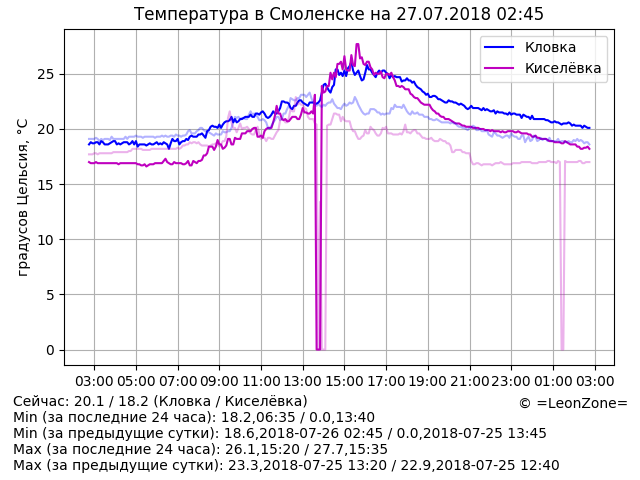 Температура в Смоленске на 27.07.2018 02:45
Кловка
Киселёвка
градусов Цельсия, °C
25
20
15
10
5
0
03:00 05:00 07:00 09:00 11:00 13:00 15:00 17:00 19:00 21:00 23:00 01:00 03:00
Сейчас: 20.1 / 18.2 (Кловка / Киселёвка)
© =LeonZone=
Min (за последние 24 часа): 18.2,06:35 / 0.0,13:40
Min (за предыдущие сутки): 18.6,2018-07-26 02:45 / 0.0,2018-07-25 13:45
Max (за последние 24 часа): 26.1,15:20 / 27.7,15:35
Max (за предыдущие сутки): 23.3,2018-07-25 13:20 / 22.9,2018-07-25 12:40